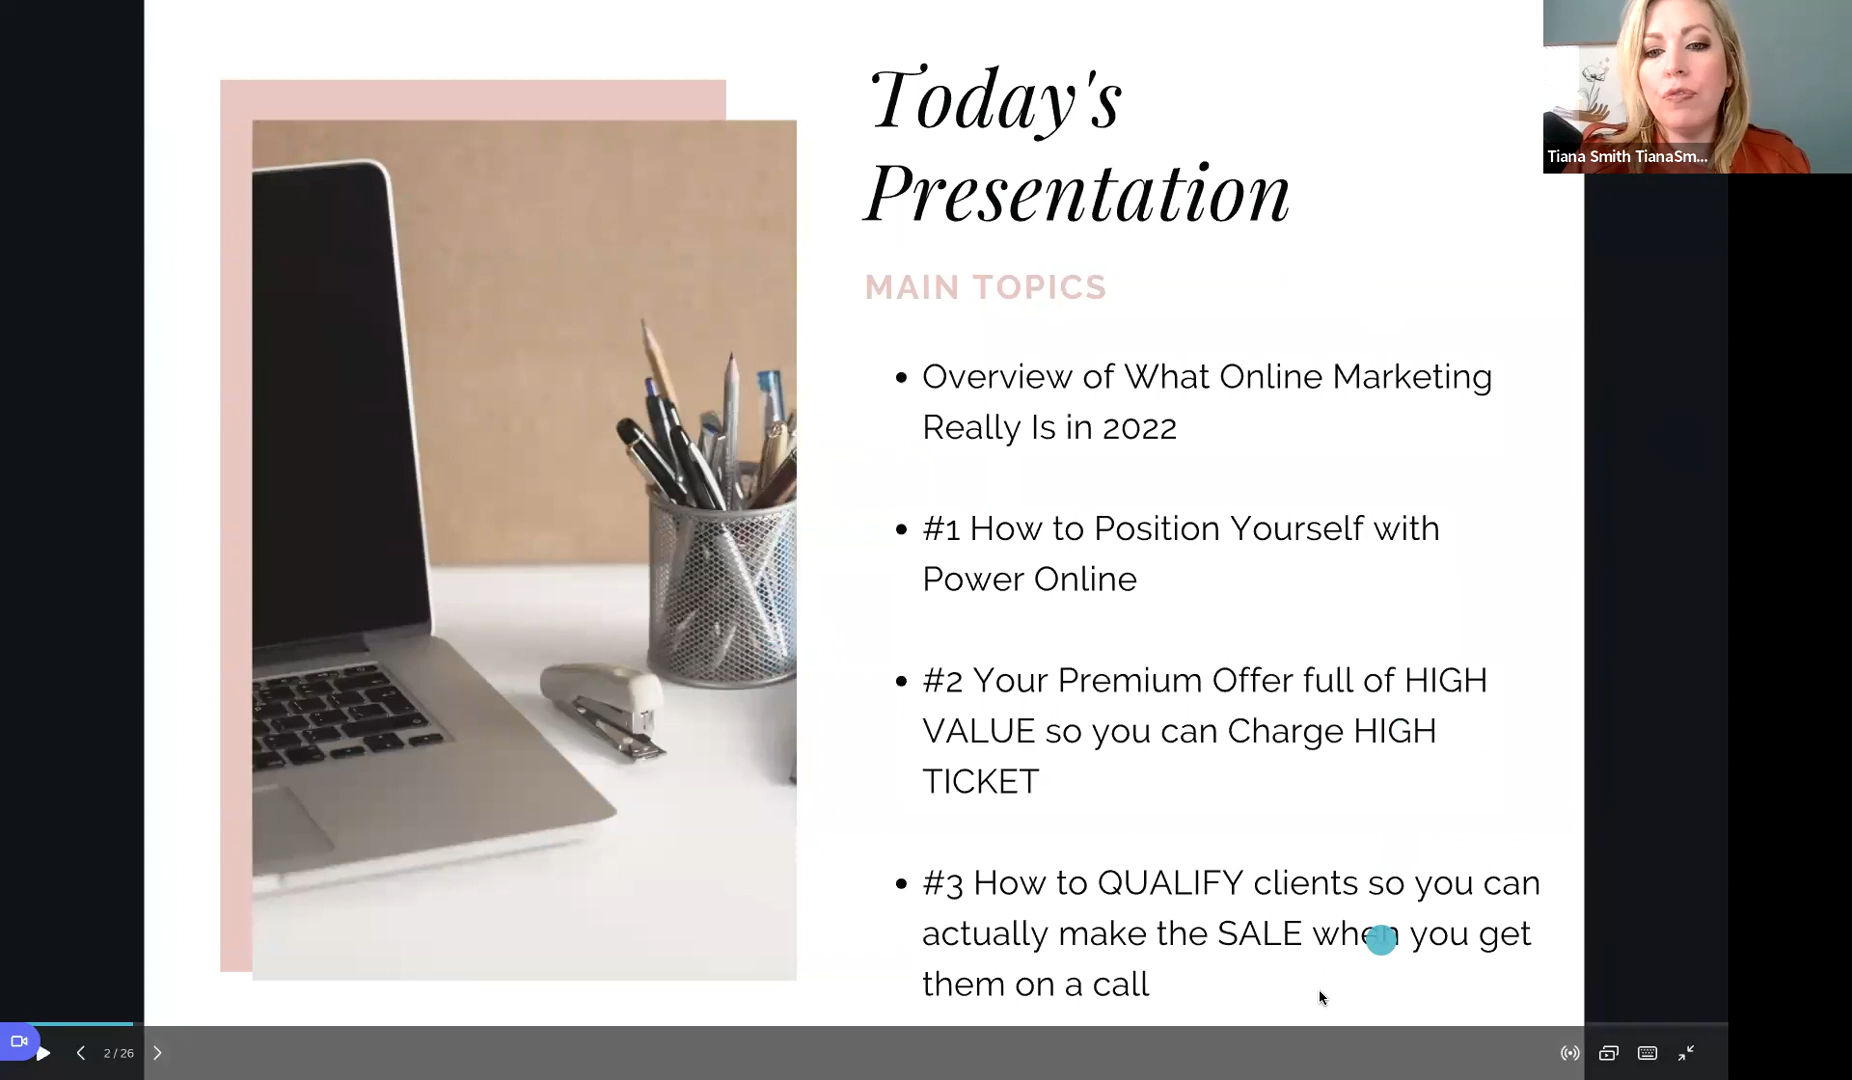 Today's
Presentation
MAIN TOPICS
• Overview of What Online Marketing
Really Is in 2022
• #1 How to Position Yourself with
Power Online
• #2 Your Premium Offer full of HIGH
VALUE so you can Charge HIGH
TICKET
• #3 How to QUALIFY clients so you can
actually make the SALE when you get
them on a call
Tiana Smith TianaSm...
2 / 26